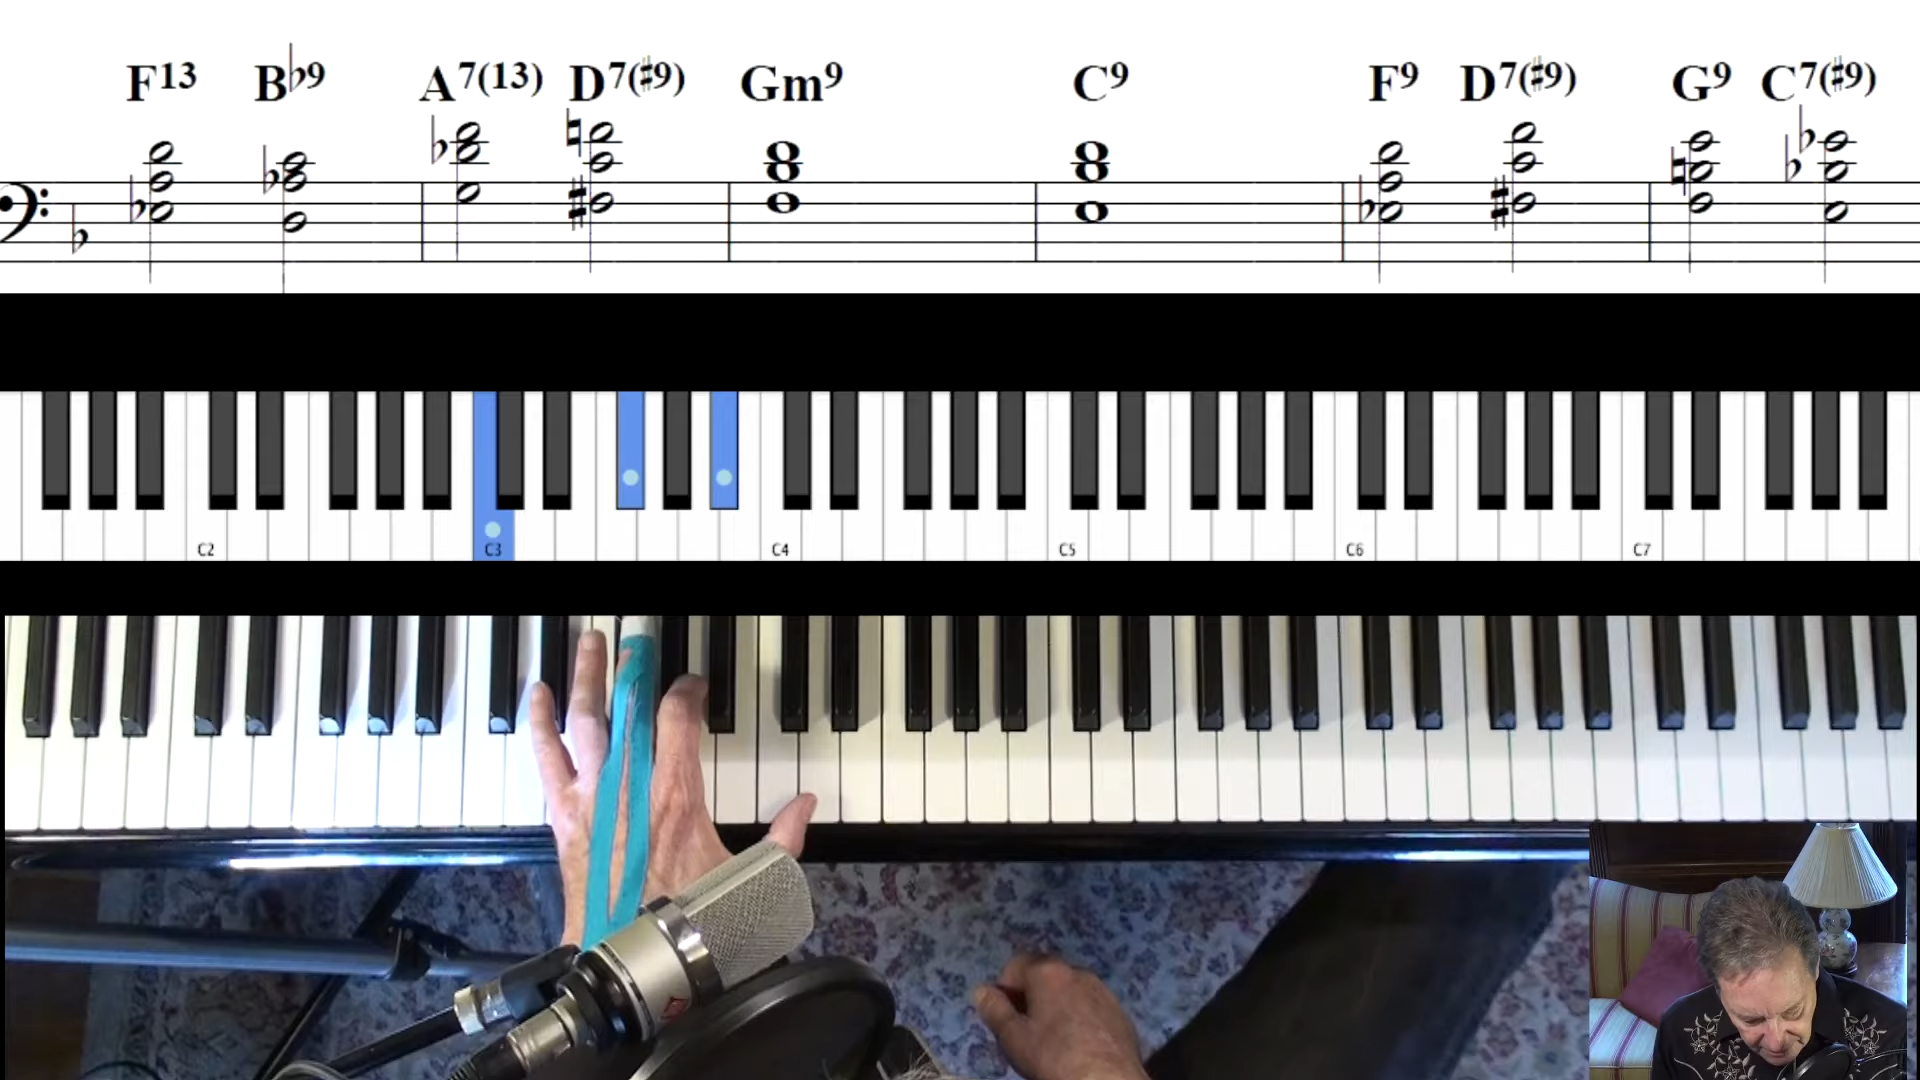 F13 B♭9 A7(13) D7(♯9) Gm9 C9 F9 D7(♯9) G9 C7(♯9)
C2 C3 C4 C5 C6 C7